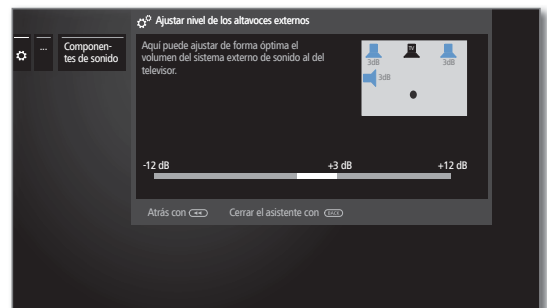 Ajustar nivel de los altavoces externos
...
Componen-
tes de sonido
Aquí puede ajustar de forma óptima el
volumen del sistema externo de sonido al del
televisor.
TV
3dB
3dB
3dB
-12 dB
+3 dB
+12 dB
Atrás con
Cerrar el asistente con BACK